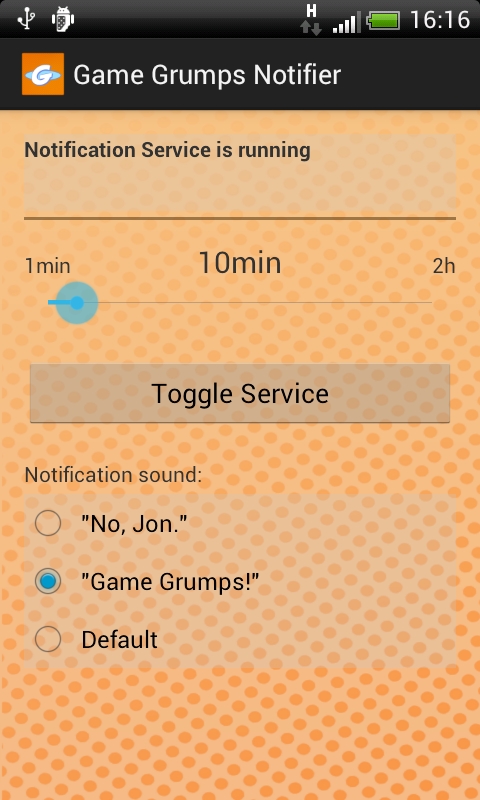 H
16:16
Game Grumps Notifier
Notification Service is running
1min 10min 2h
Toggle Service
Notification sound:
"No, Jon."
"Game Grumps!"
Default